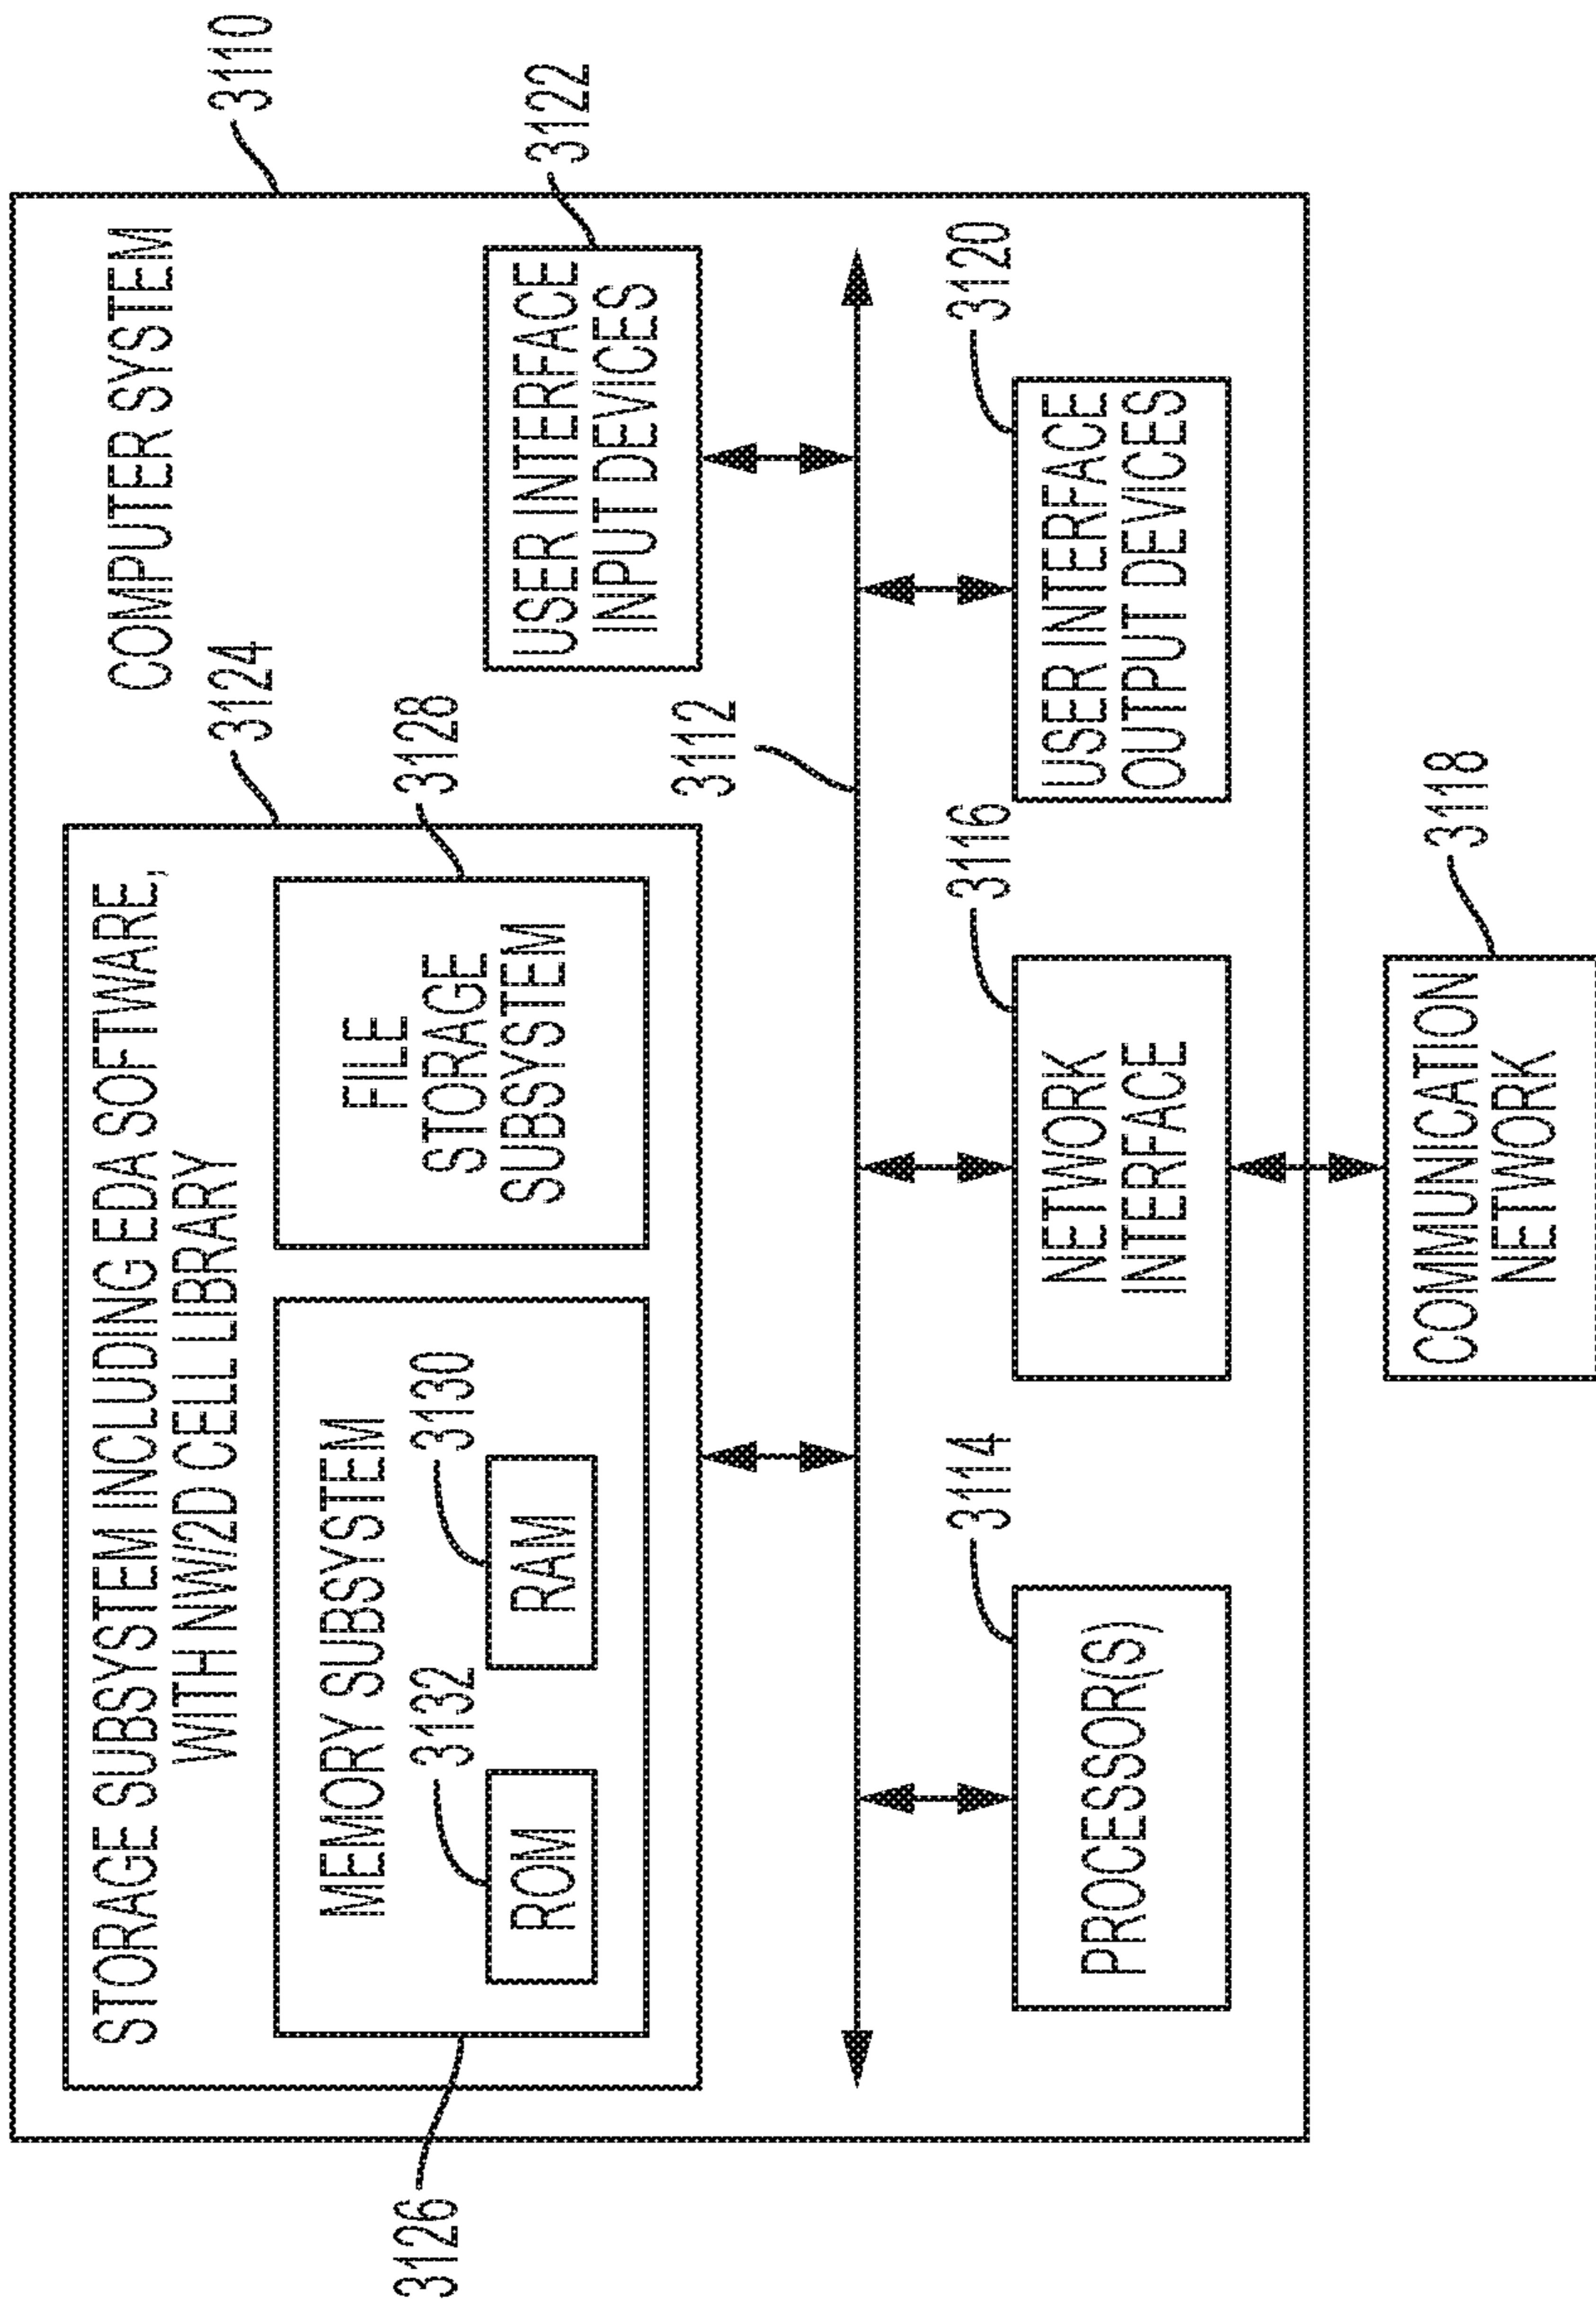 3110
COMPUTER SYSTEM
3124
STORAGE SUBSYSTEM INCLUDING EDA SOFTWARE,
WITH NW/2D CELL LIBRARY
3126
MEMORY SUBSYSTEM
3132
ROM
3130
RAM
3128
FILE
STORAGE
SUBSYSTEM
3122
USER INTERFACE
INPUT DEVICES
3112
3114
PROCESSOR(S)
3116
NETWORK
INTERFACE
3120
USER INTERFACE
OUTPUT DEVICES
3118
COMMUNICATION
NETWORK